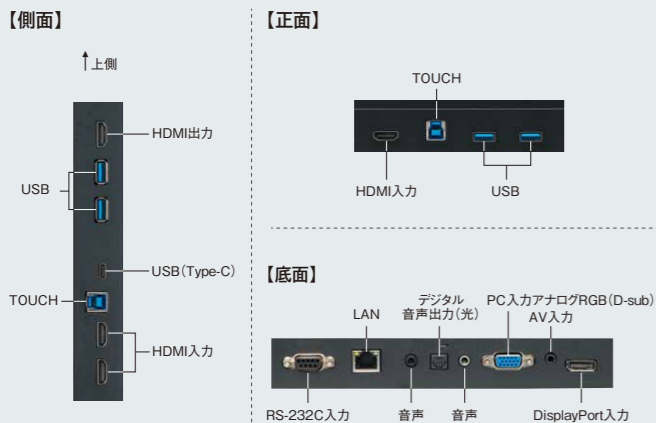 【側面】
↑上側
HDMI出力
USB
USB（Type-C）
TOUCH
HDMI入力
【正面】
TOUCH
HDMI入力
USB
【底面】
LAN
デジタル
音声出力（光）
PC入力アナログRGB（D-sub）
AV入力
RS-232C入力
音声
音声
DisplayPort入力